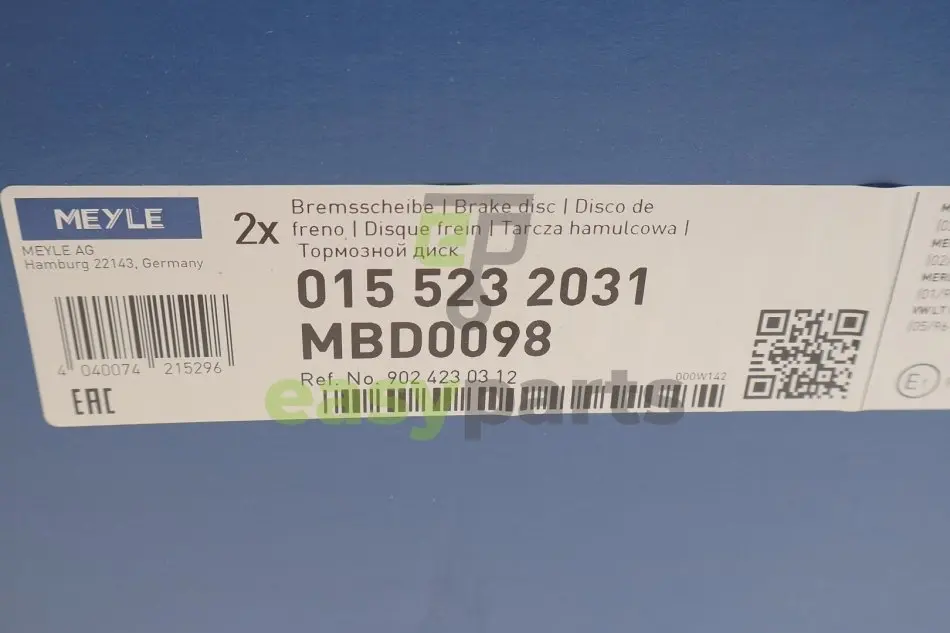 MEYLE
MEYLE AG
Hamburg 22143, Germany
4 040074 215296
EAC
2x
Bremsscheibe | Brake disc | Disco de
freno | Disque frein | Tarcza hamulcowa |
Тормозной диск
015 523 2031
MBD0098
Ref. No. 902 423 03 12
000W142
easyparts
E1